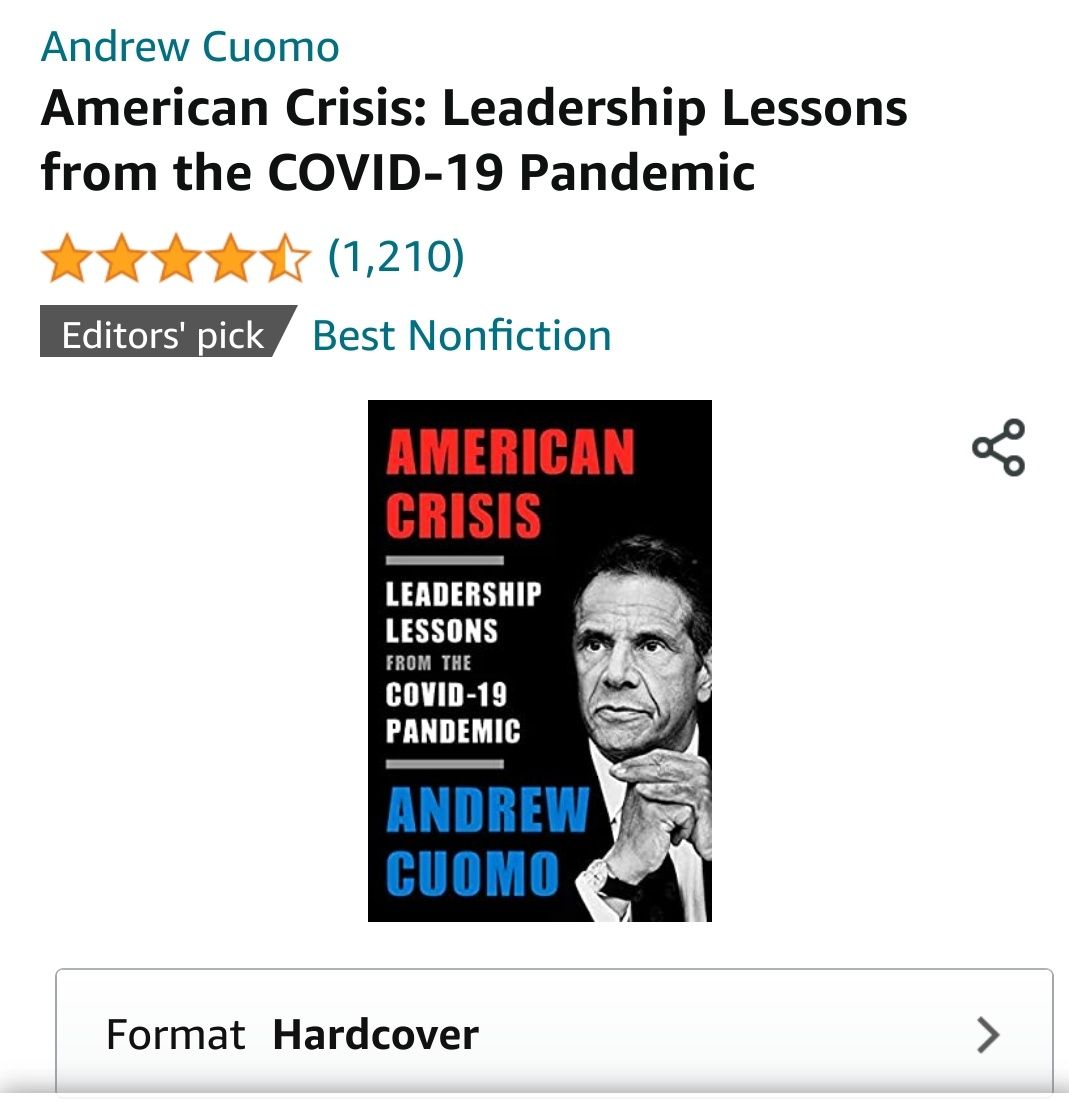 Andrew Cuomo
American Crisis: Leadership Lessons
from the COVID-19 Pandemic
(1,210)
Editors' pick Best Nonfiction
AMERICAN
CRISIS
LEADERSHIP
LESSONS
FROM THE
COVID-19
PANDEMIC
ANDREW
CUOMO
Format Hardcover